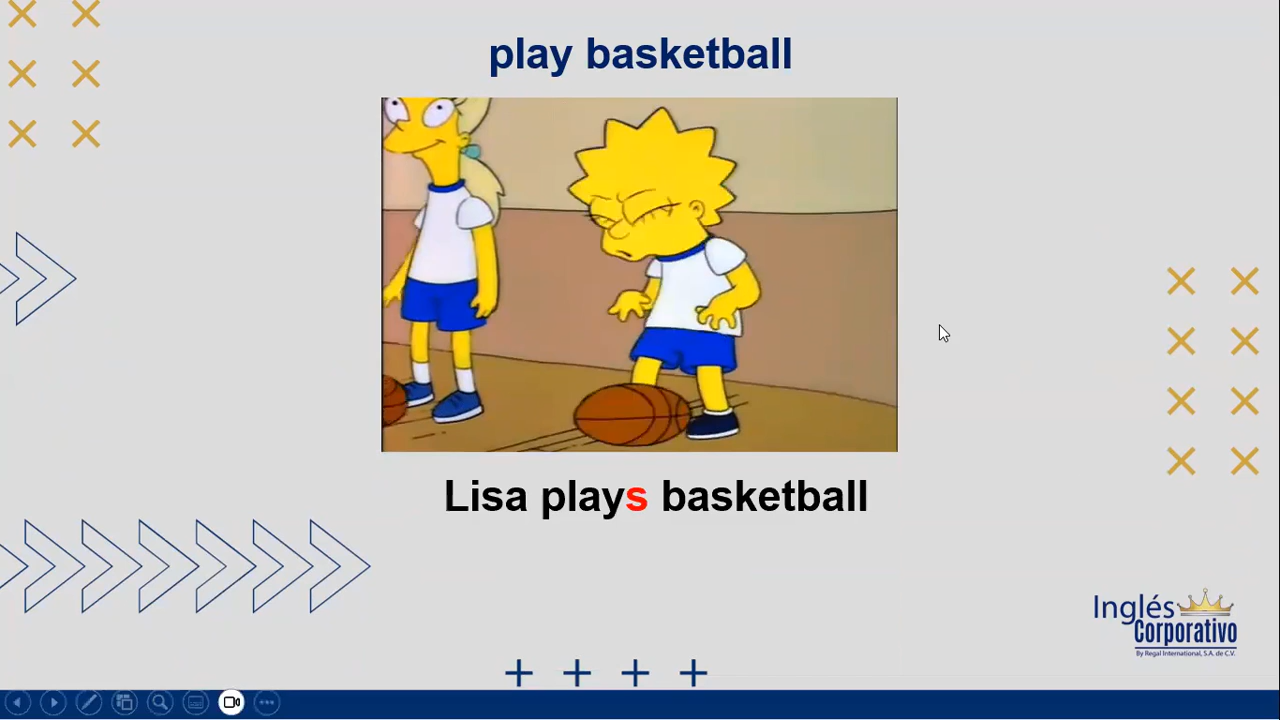 play basketball
Lisa plays basketball
Inglés
Corporativo
By Regal International, S.A. de C.V.